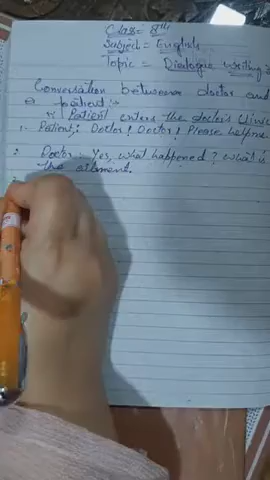 Class = 8th
Subject = English
Topic = Dialogue writing
Conversation between doctor and
patient :-
Patient enters the doctor's Clinic
1. Patient: Doctor! Doctor! Please help me
2. Doctor: Yes, what happened? what is
the ailment.